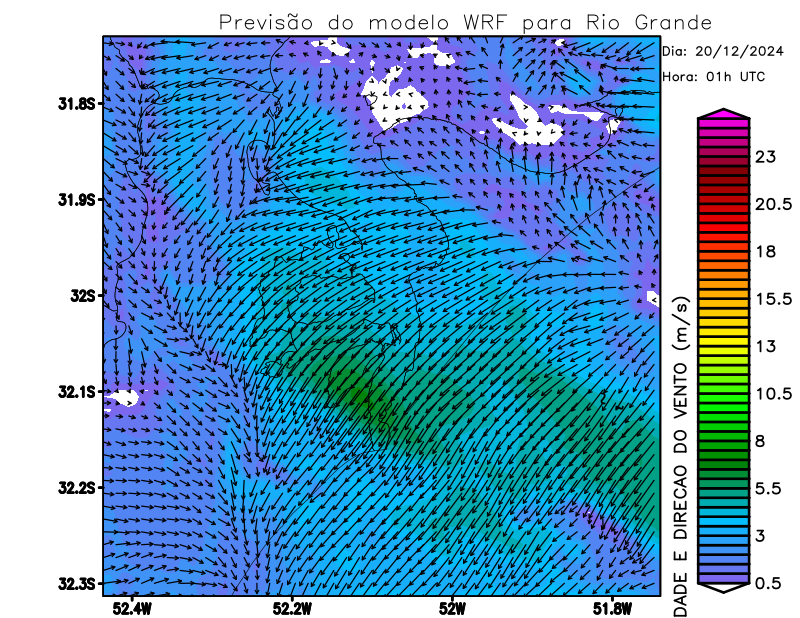 Previsão do modelo WRF para Rio Grande
Dia: 20/12/2024
Hora: 01h UTC
31.8S
31.9S
32S
32.1S
32.2S
32.3S
52.4W
52.2W
52W
51.8W
23
20.5
18
15.5
13
10.5
8
5.5
3
0.5
DADE E DIRECAO DO VENTO (m/s)